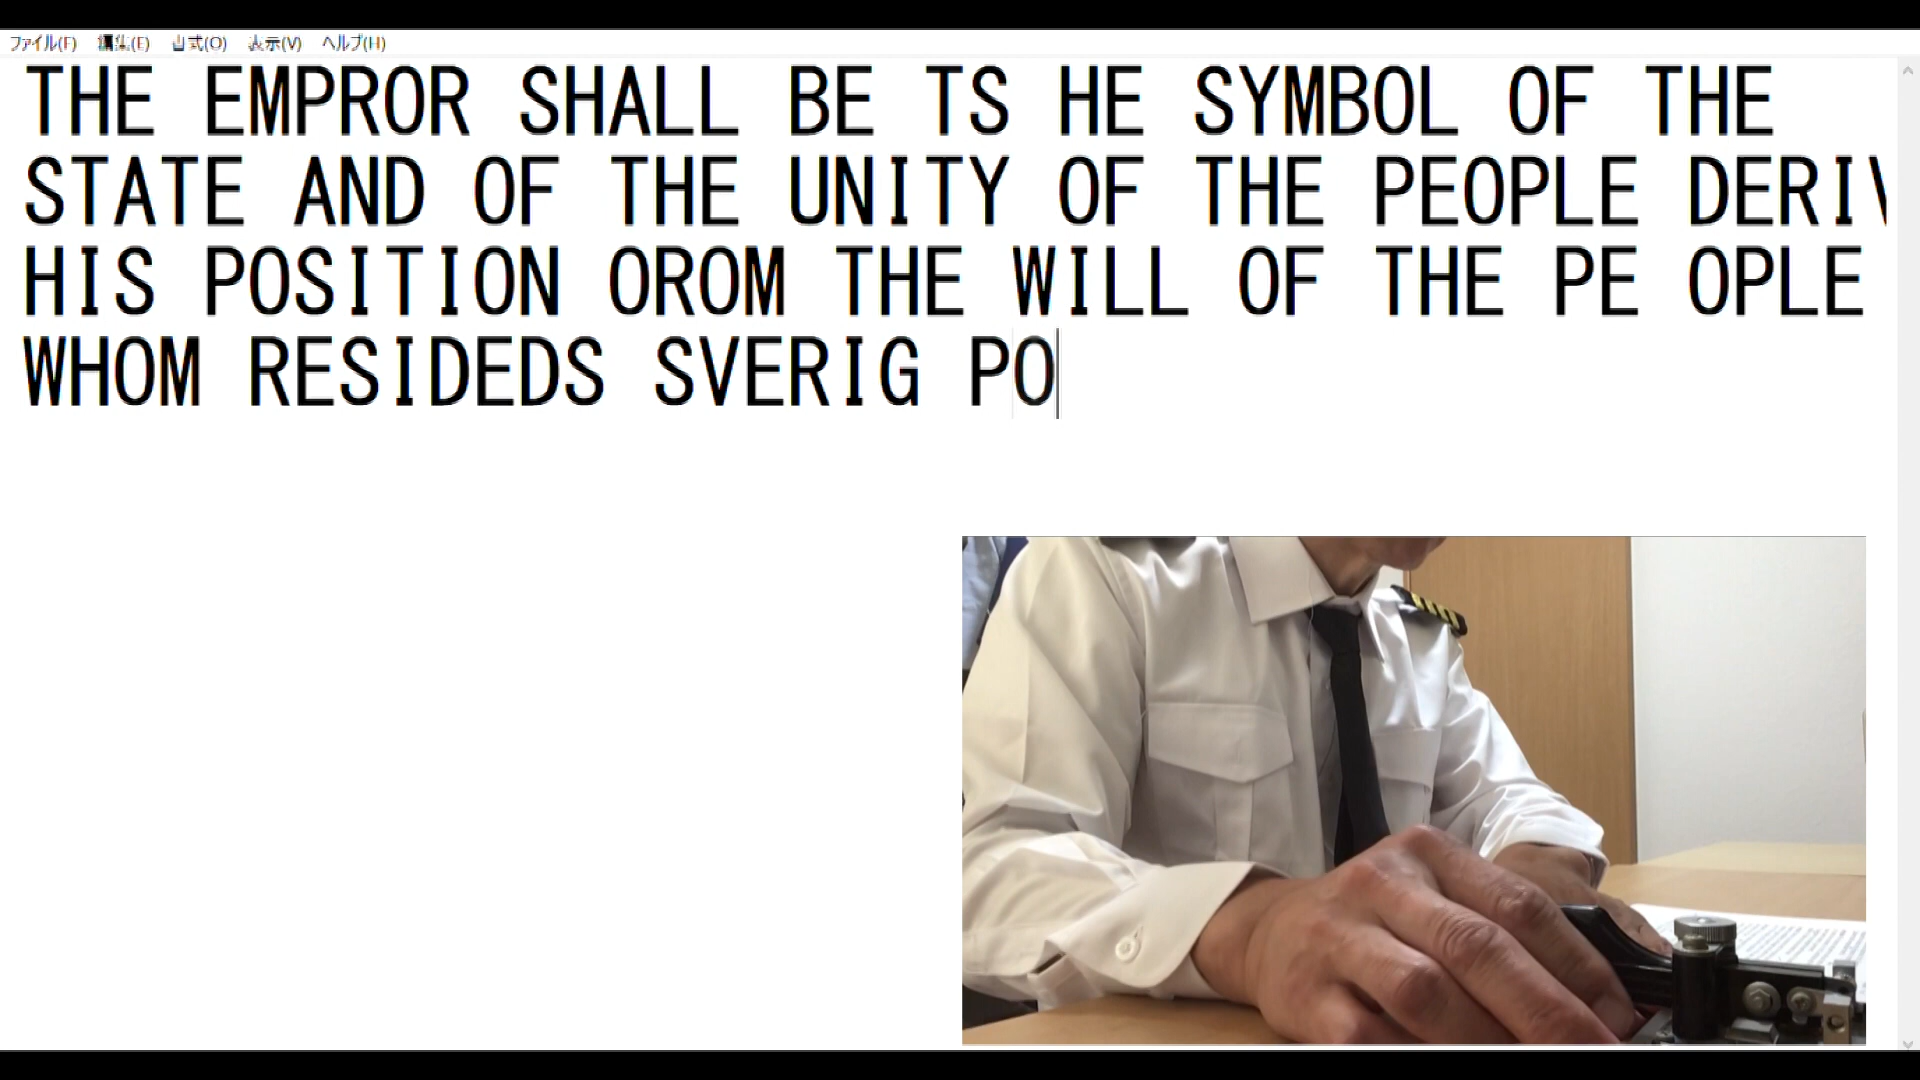 ファイル(F) 編集(E) 書式(O) 表示(V) ヘルプ(H)
THE EMPROR SHALL BE TS HE SYMBOL OF THE
STATE AND OF THE UNITY OF THE PEOPLE DERIV
HIS POSITION OROM THE WILL OF THE PE OPLE
WHOM RESIDEDS SVERIG PO